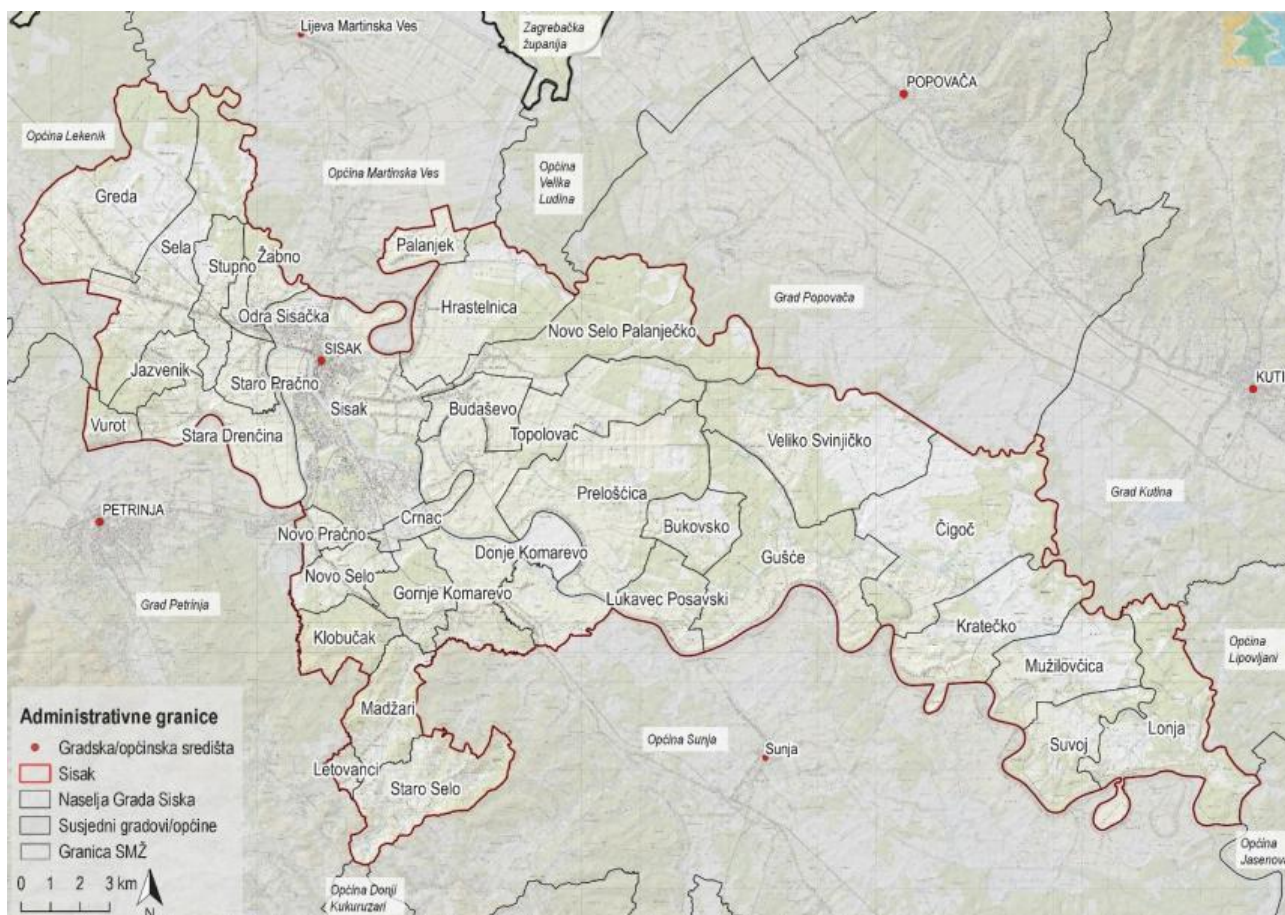 Lijeva Martinska Ves
Zagrebačka
županija
POPOVAČA
Općina Lekenik
Općina Martinska Ves
Općina
Velika
Ludina
Greda
Sela
Stupno
Žabno
Palanjek
Hrastelnica
Grad Popovača
Odra Sisačka
Novo Selo Palanječko
SISAK
Jazvenik
Staro Pračno
Sisak
KUTI
Vurot
Stara Drenčina
Budaševo
Topolovac
Veliko Svinjičko
Prelošćica
Grad Kutina
PETRINJA
Crnac
Novo Pračno
Bukovsko
Čigoč
Donje Komarevo
Gušće
Novo Selo
Gornje Komarevo
Lukavec Posavski
Grad Petrinja
Klobučak
Kratečko
Općina
Lipovljani
Mužilovčica
Madžari
Općina Sunja
Sunja
Suvoj
Lonja
Letovanci
Staro Selo
Općina
Jasenova
Općina Donji
Kukuruzari
Administrativne granice
Gradska/općinska središta
Sisak
Naselja Grada Siska
Susjedni gradovi/općine
Granica SMŽ
0 1 2 3 km
N